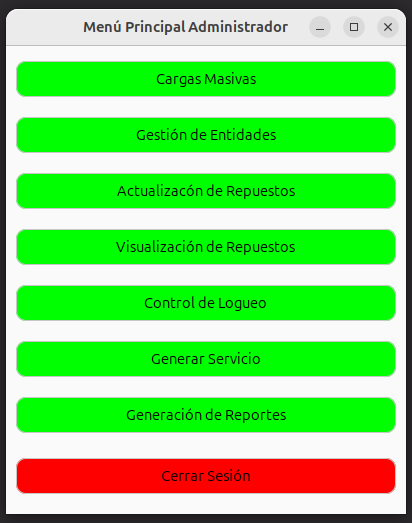 Menú Principal Administrador
Cargas Masivas
Gestión de Entidades
Actualizacón de Repuestos
Visualización de Repuestos
Control de Logueo
Generar Servicio
Generación de Reportes
Cerrar Sesión